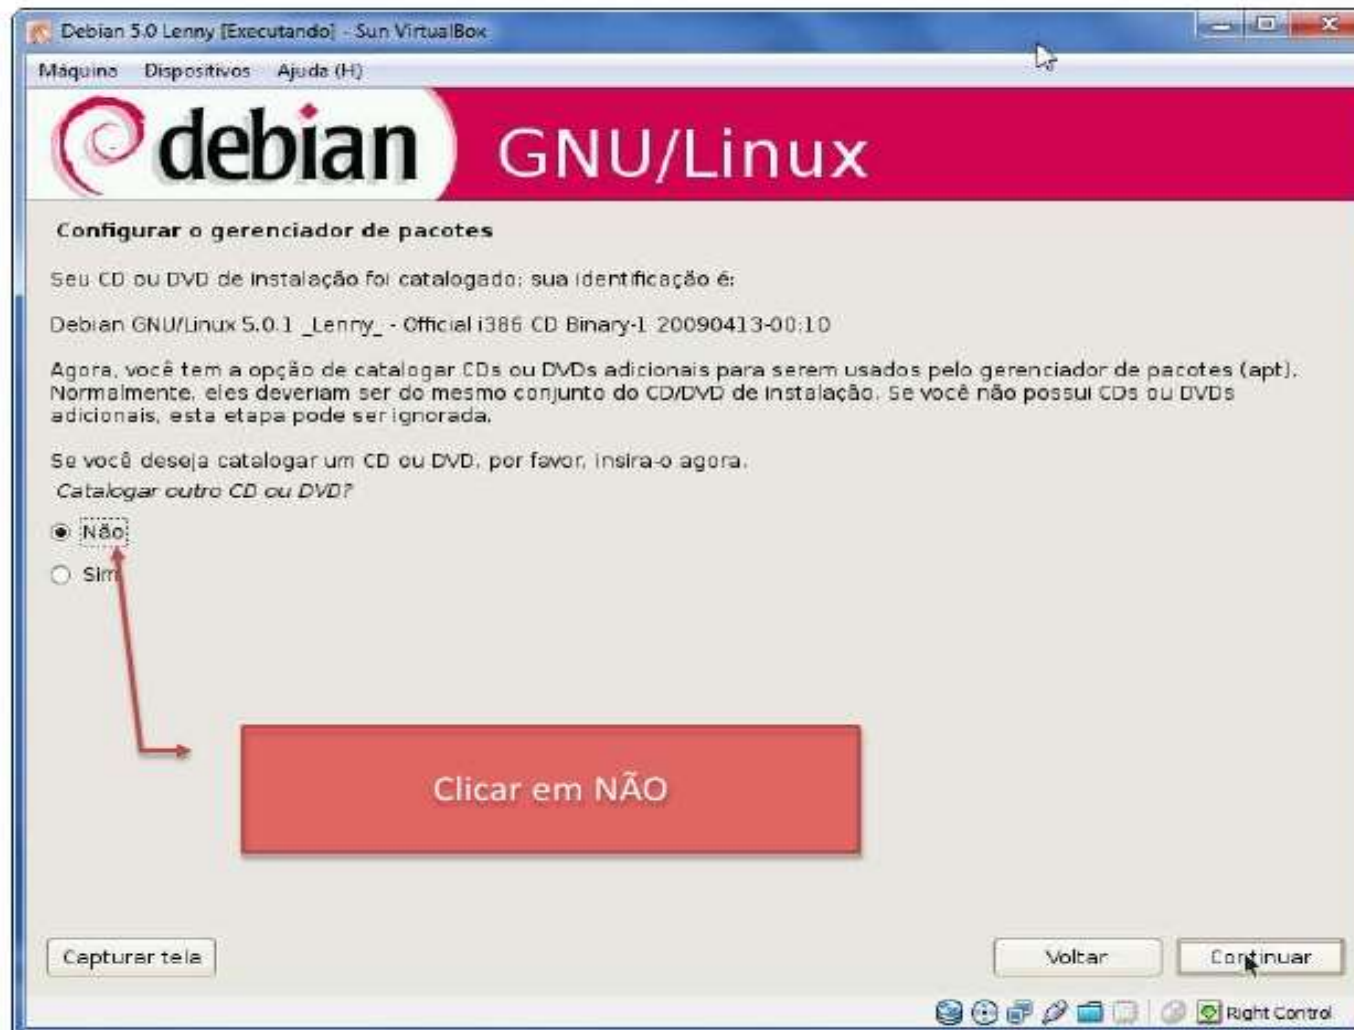 Debian 5.0 Lenny [Executando] - Sun VirtualBox
Máquina Dispositivos Ajuda (H)
debian GNU/Linux
Configurar o gerenciador de pacotes
Seu CD ou DVD de instalação foi catalogado; sua identificação é:
Debian GNU/Linux 5.0.1 _Lenny_ - Official i386 CD Binary-1 20090413-00:10
Agora, você tem a opção de catalogar CDs ou DVDs adicionais para serem usados pelo gerenciador de pacotes (apt).
Normalmente, eles deveriam ser do mesmo conjunto do CD/DVD de instalação. Se você não possui CDs ou DVDs
adicionais, esta etapa pode ser ignorada.
Se você deseja catalogar um CD ou DVD, por favor, insira-o agora.
Catalogar outro CD ou DVD?
Não
Sim
Clicar em NÃO
Capturar tela
Voltar
Continuar
Right Control